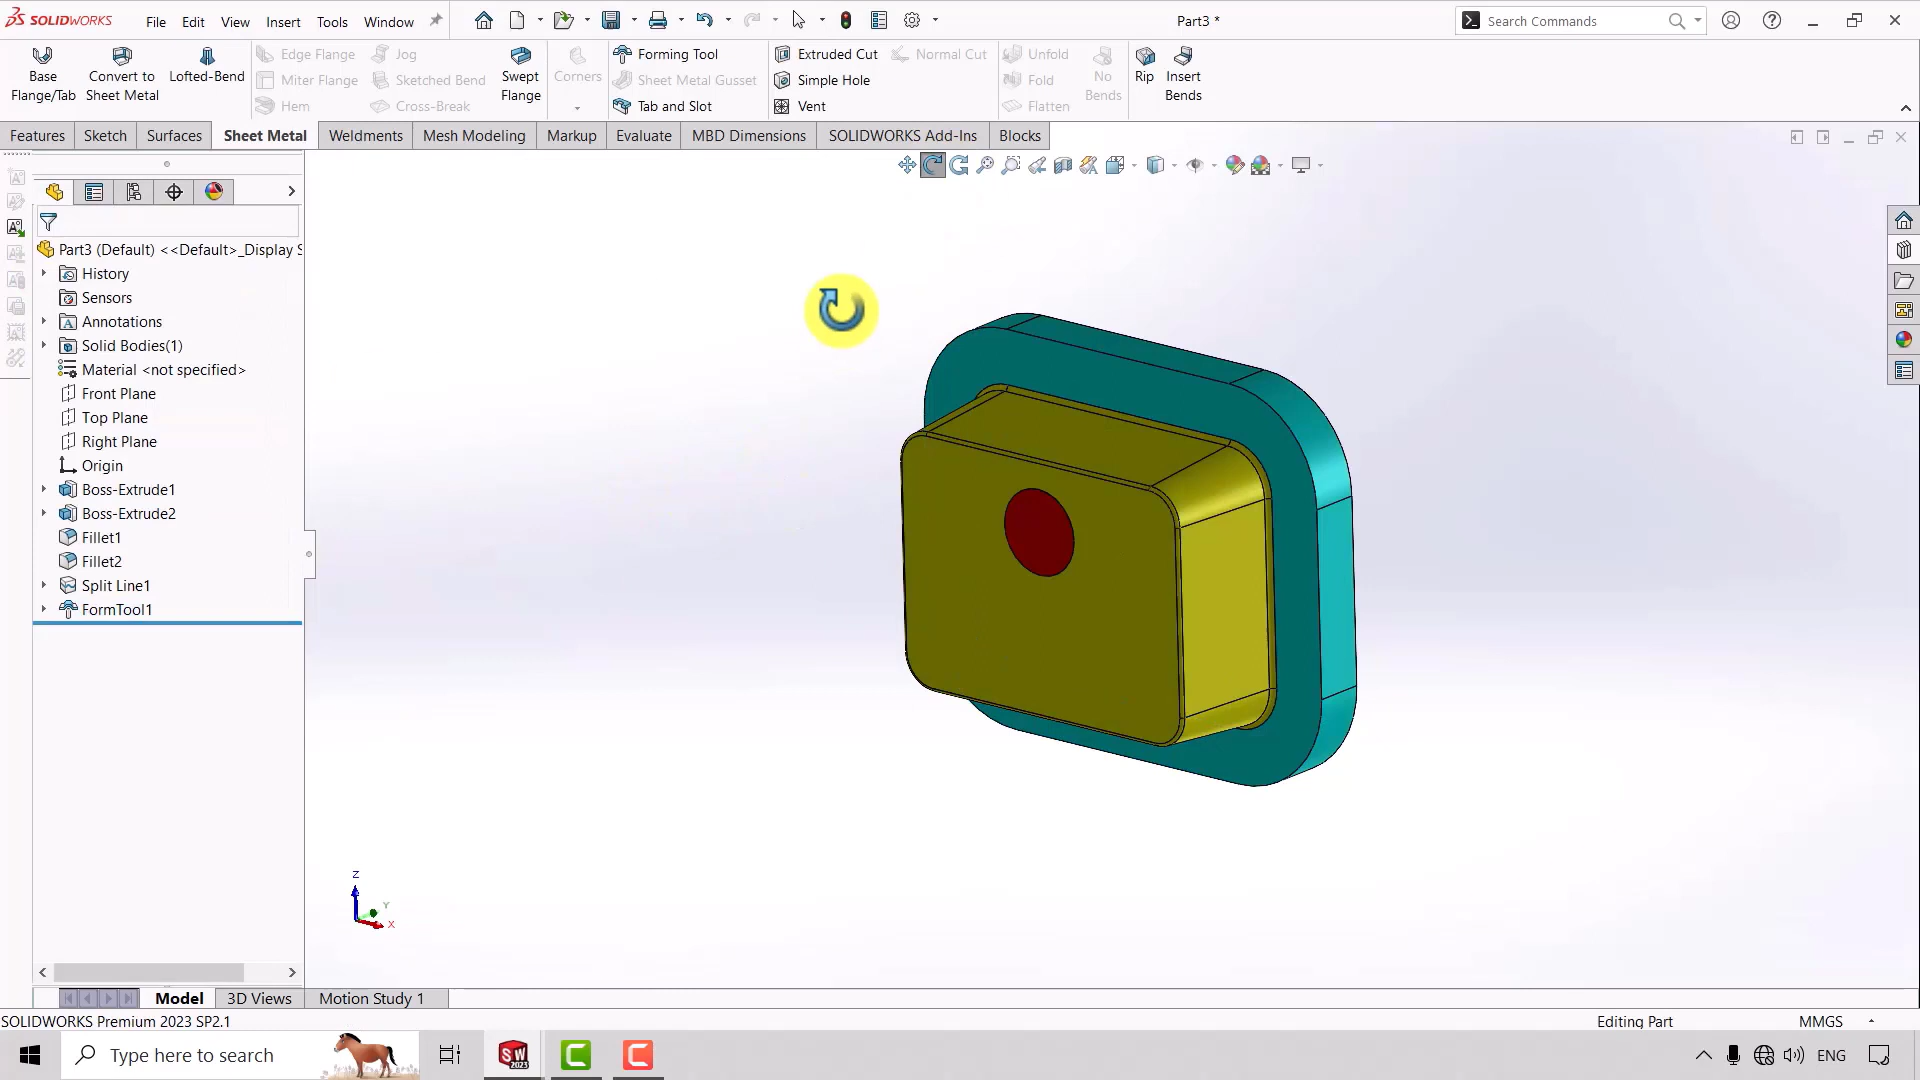 SOLIDWORKS File Edit View Insert Tools Window Part3 * Search Commands
Base Flange/Tab
Convert to Sheet Metal
Lofted-Bend
Edge Flange
Miter Flange
Hem
Jog
Sketched Bend
Cross-Break
Swept Flange
Corners
Forming Tool
Sheet Metal Gusset
Tab and Slot
Extruded Cut
Simple Hole
Vent
Normal Cut
Unfold
Fold
Flatten
No Bends
Rip
Insert Bends
Features Sketch Surfaces Sheet Metal Weldments Mesh Modeling Markup Evaluate MBD Dimensions SOLIDWORKS Add-Ins Blocks
Part3 (Default) <<Default>_Display S
History
Sensors
Annotations
Solid Bodies(1)
Material <not specified>
Front Plane
Top Plane
Right Plane
Origin
Boss-Extrude1
Boss-Extrude2
Fillet1
Fillet2
Split Line1
FormTool1
Z
Y
X
Model 3D Views Motion Study 1
SOLIDWORKS Premium 2023 SP2.1 Editing Part MMGS
Type here to search SW 2023 ENG